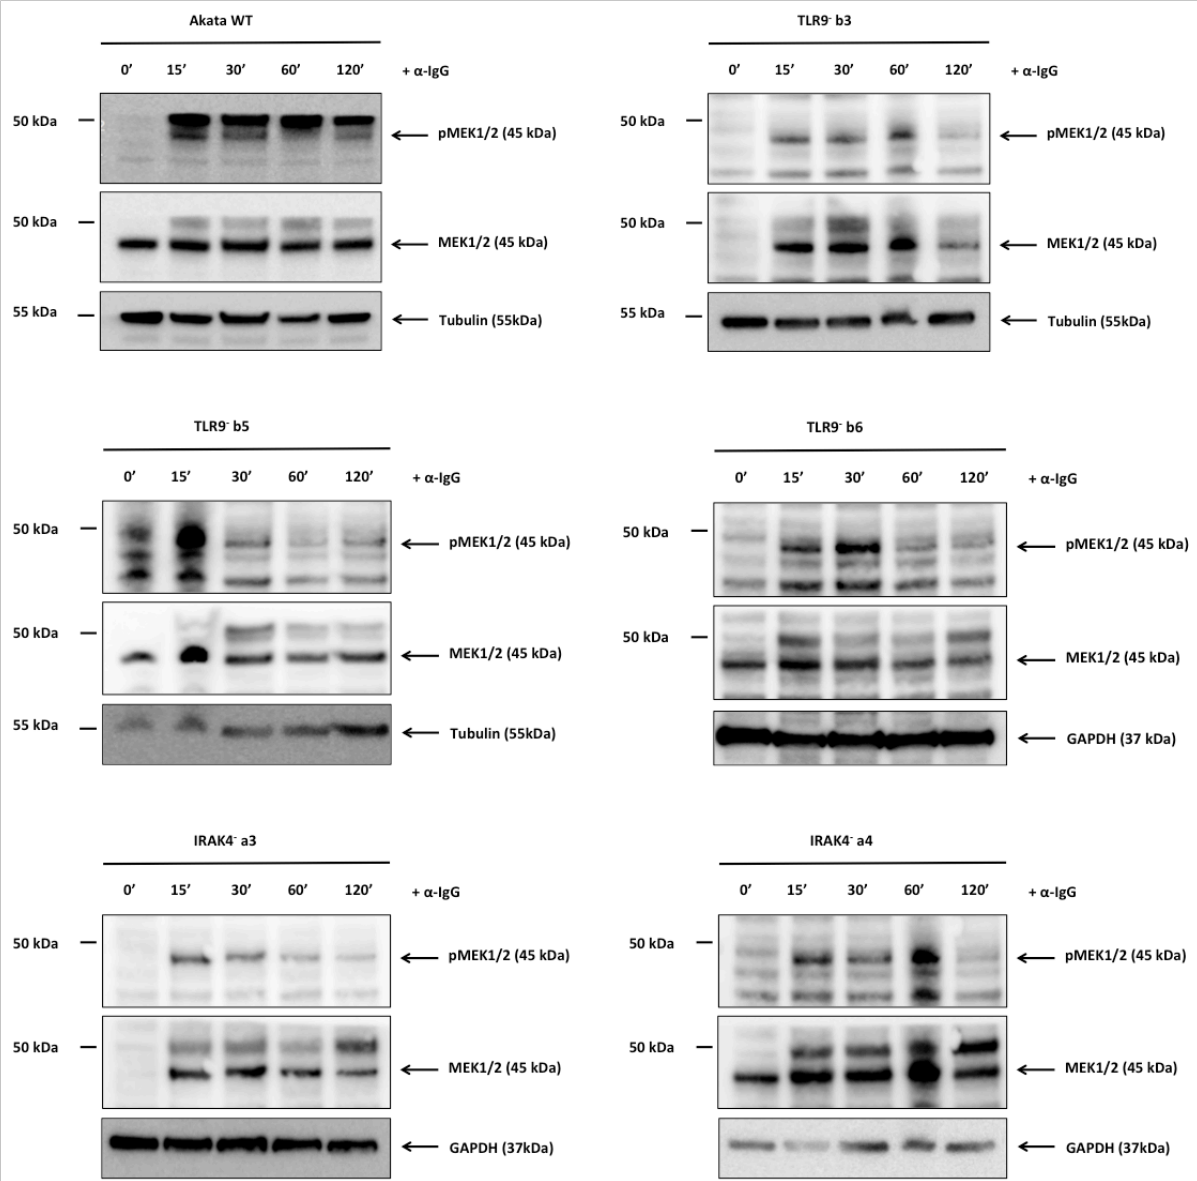 Akata WT
0’ 15’ 30’ 60’ 120’ + α-IgG
50 kDa pMEK1/2 (45 kDa)
50 kDa MEK1/2 (45 kDa)
55 kDa Tubulin (55kDa)
TLR9⁻ b3
0’ 15’ 30’ 60’ 120’ + α-IgG
50 kDa pMEK1/2 (45 kDa)
50 kDa MEK1/2 (45 kDa)
55 kDa Tubulin (55kDa)
TLR9⁻ b5
0’ 15’ 30’ 60’ 120’ + α-IgG
50 kDa pMEK1/2 (45 kDa)
50 kDa MEK1/2 (45 kDa)
55 kDa Tubulin (55kDa)
TLR9⁻ b6
0’ 15’ 30’ 60’ 120’ + α-IgG
50 kDa pMEK1/2 (45 kDa)
50 kDa MEK1/2 (45 kDa)
GAPDH (37 kDa)
IRAK4⁻ a3
0’ 15’ 30’ 60’ 120’ + α-IgG
50 kDa pMEK1/2 (45 kDa)
50 kDa MEK1/2 (45 kDa)
GAPDH (37kDa)
IRAK4⁻ a4
0’ 15’ 30’ 60’ 120’ + α-IgG
50 kDa pMEK1/2 (45 kDa)
50 kDa MEK1/2 (45 kDa)
GAPDH (37kDa)